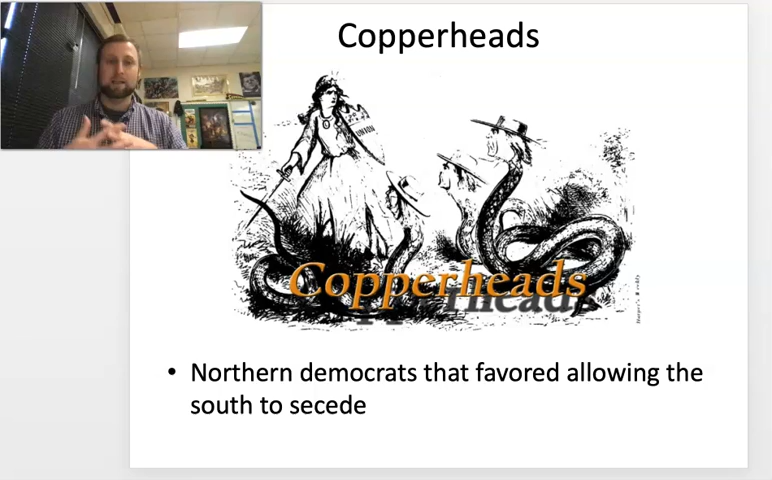 Copperheads
UNION
Copperheads
• Northern democrats that favored allowing the
south to secede